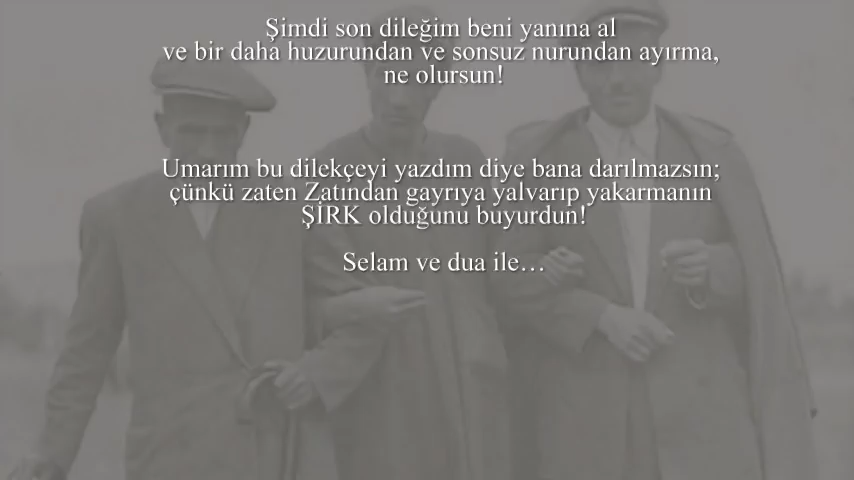 Şimdi son dileğim beni yanına al
ve bir daha huzurundan ve sonsuz nurundan ayırma,
ne olursun!
Umarım bu dilekçeyi yazdım diye bana darılmazsın;
çünkü zaten Zatından gayrıya yalvarıp yakarmanın
ŞİRK olduğunu buyurdun!
Selam ve dua ile…